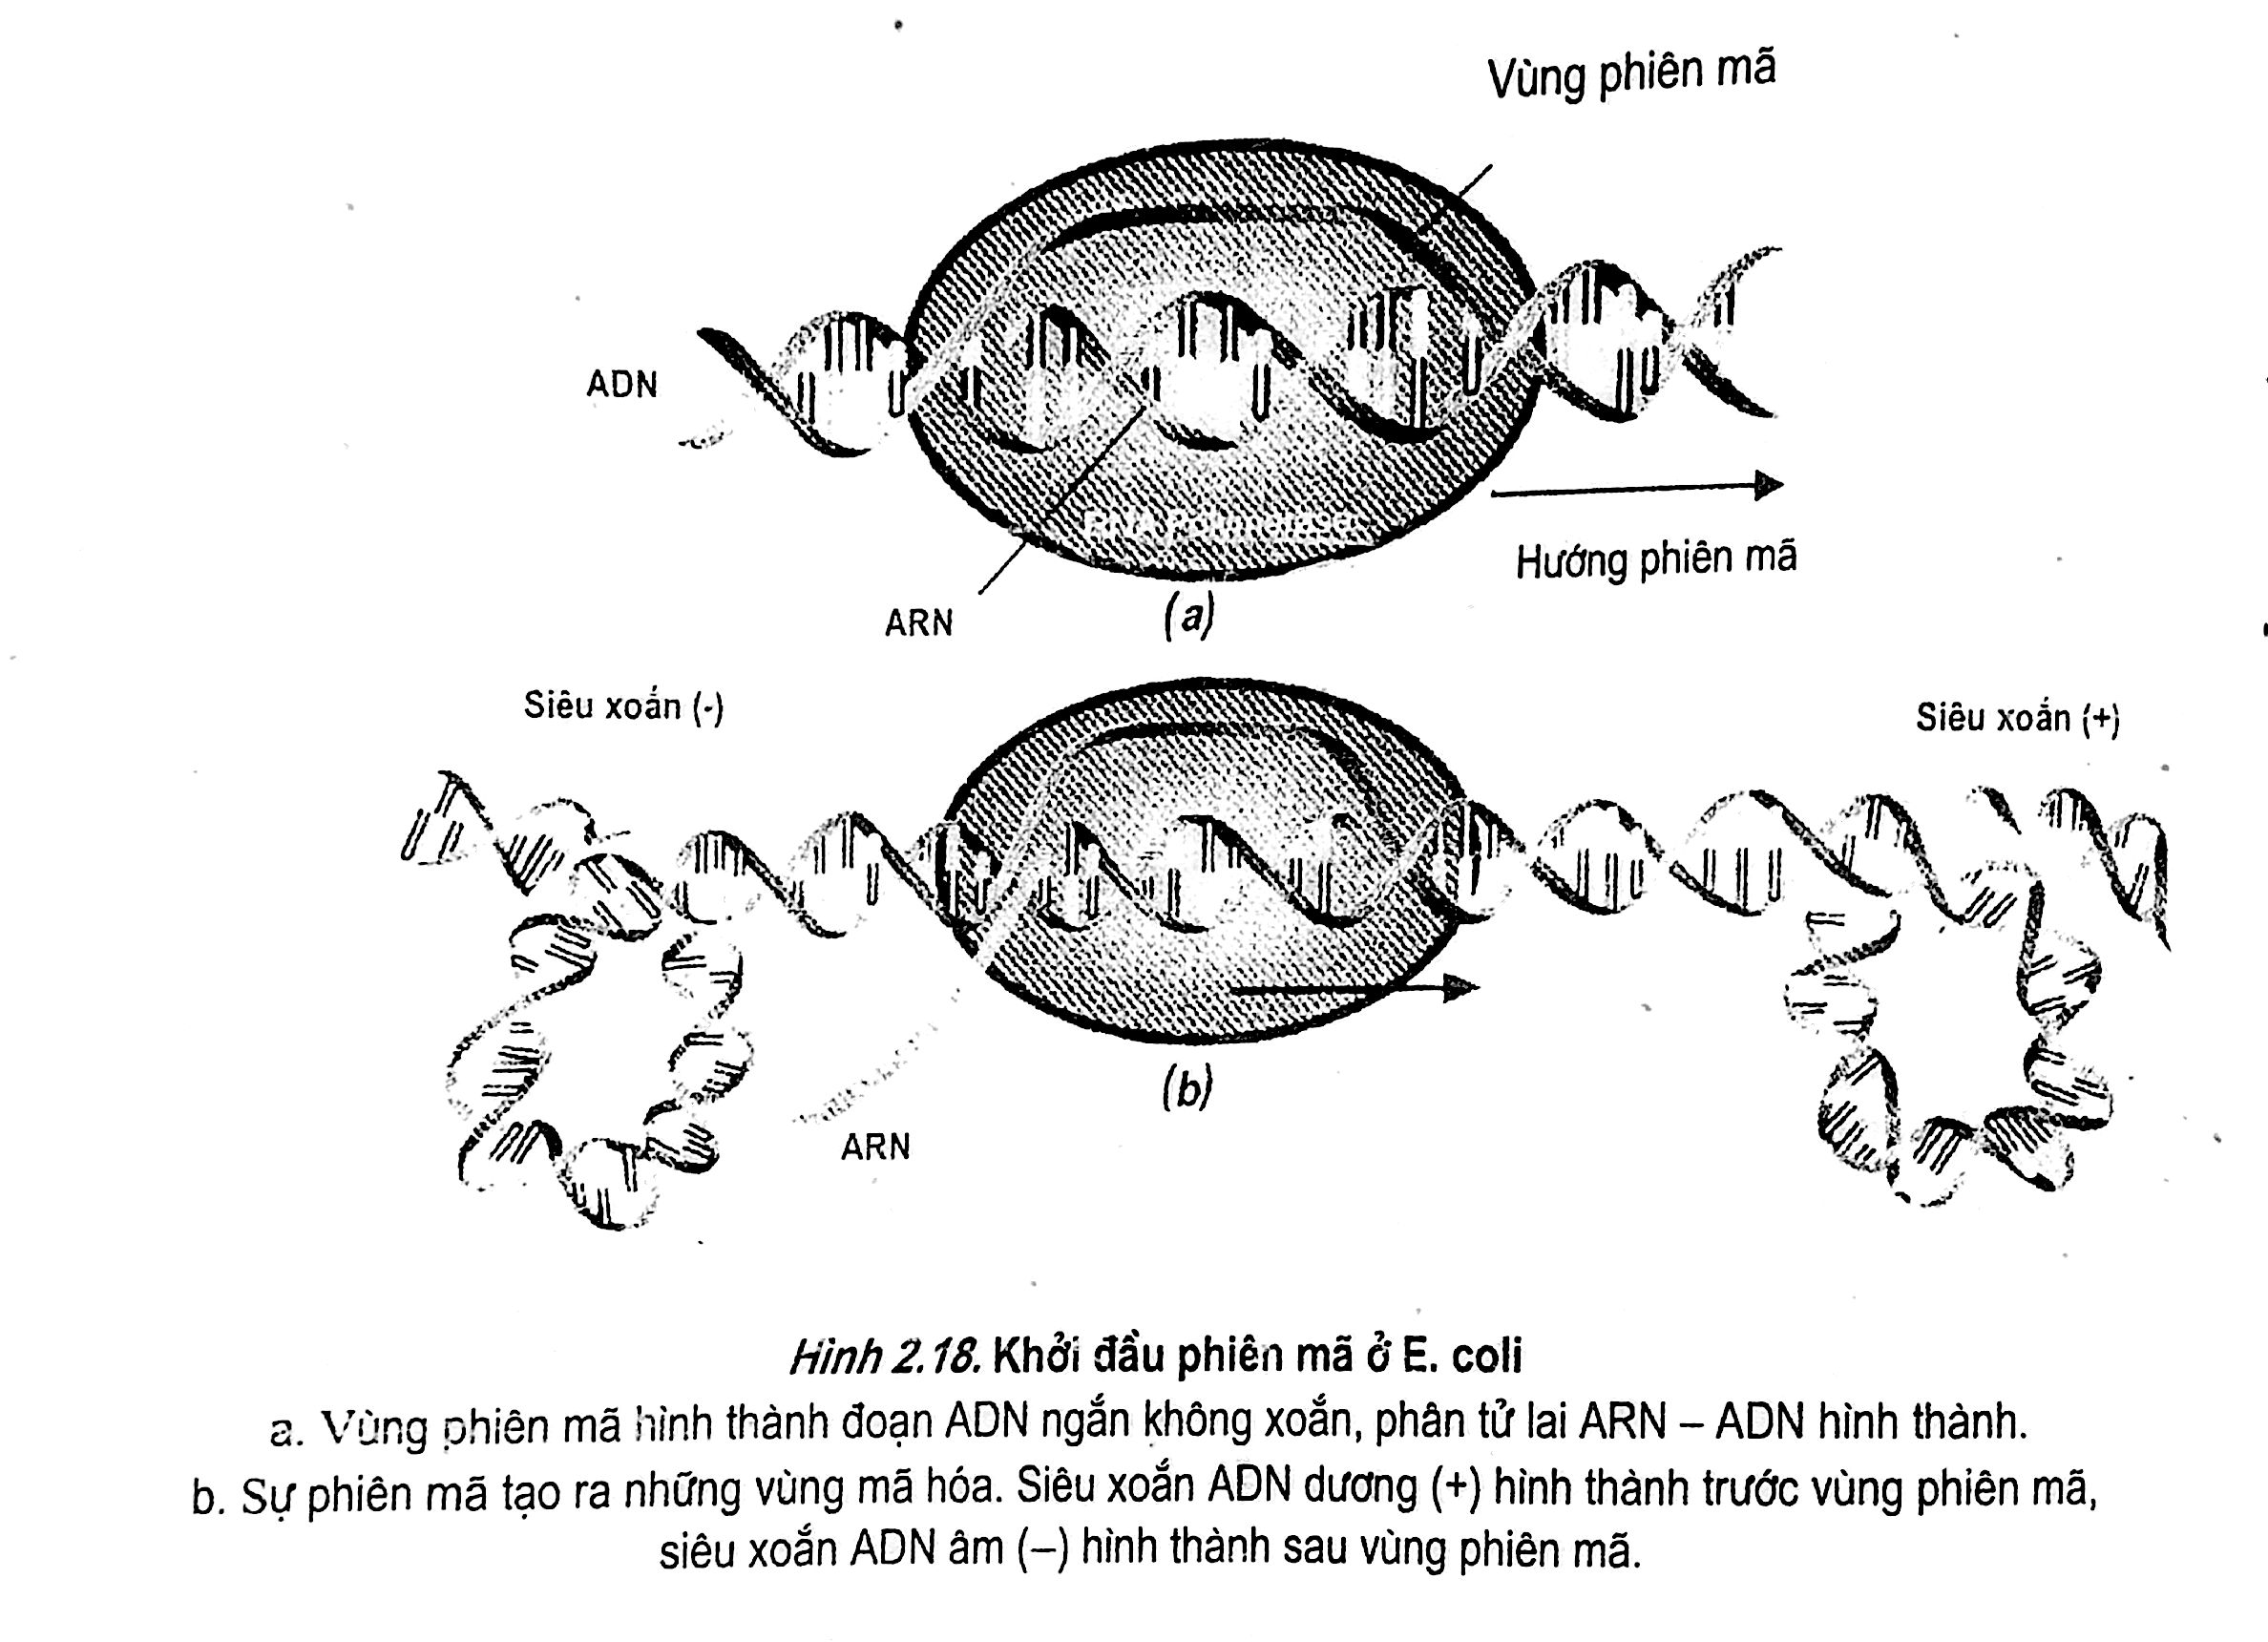 Vùng phiên mã
ADN
RNA Polymerase
Hướng phiên mã
ARN
(a)
Siêu xoắn (-)
Siêu xoắn (+)
(b)
ARN
Hình 2.18. Khởi đầu phiên mã ở E. coli
a. Vùng phiên mã hình thành đoạn ADN ngắn không xoắn, phân tử lai ARN – ADN hình thành.
b. Sự phiên mã tạo ra những vùng mã hóa. Siêu xoắn ADN dương (+) hình thành trước vùng phiên mã,
siêu xoắn ADN âm (–) hình thành sau vùng phiên mã.